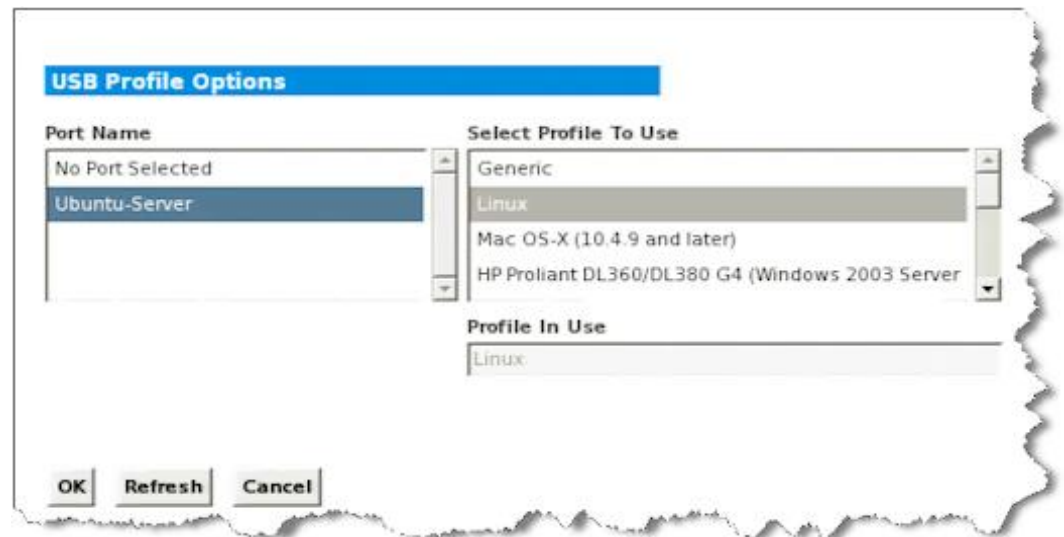 USB Profile Options
Port Name
No Port Selected
Ubuntu-Server
Select Profile To Use
Generic
Linux
Mac OS-X (10.4.9 and later)
HP Proliant DL360/DL380 G4 (Windows 2003 Server
Profile In Use
Linux
OK Refresh Cancel